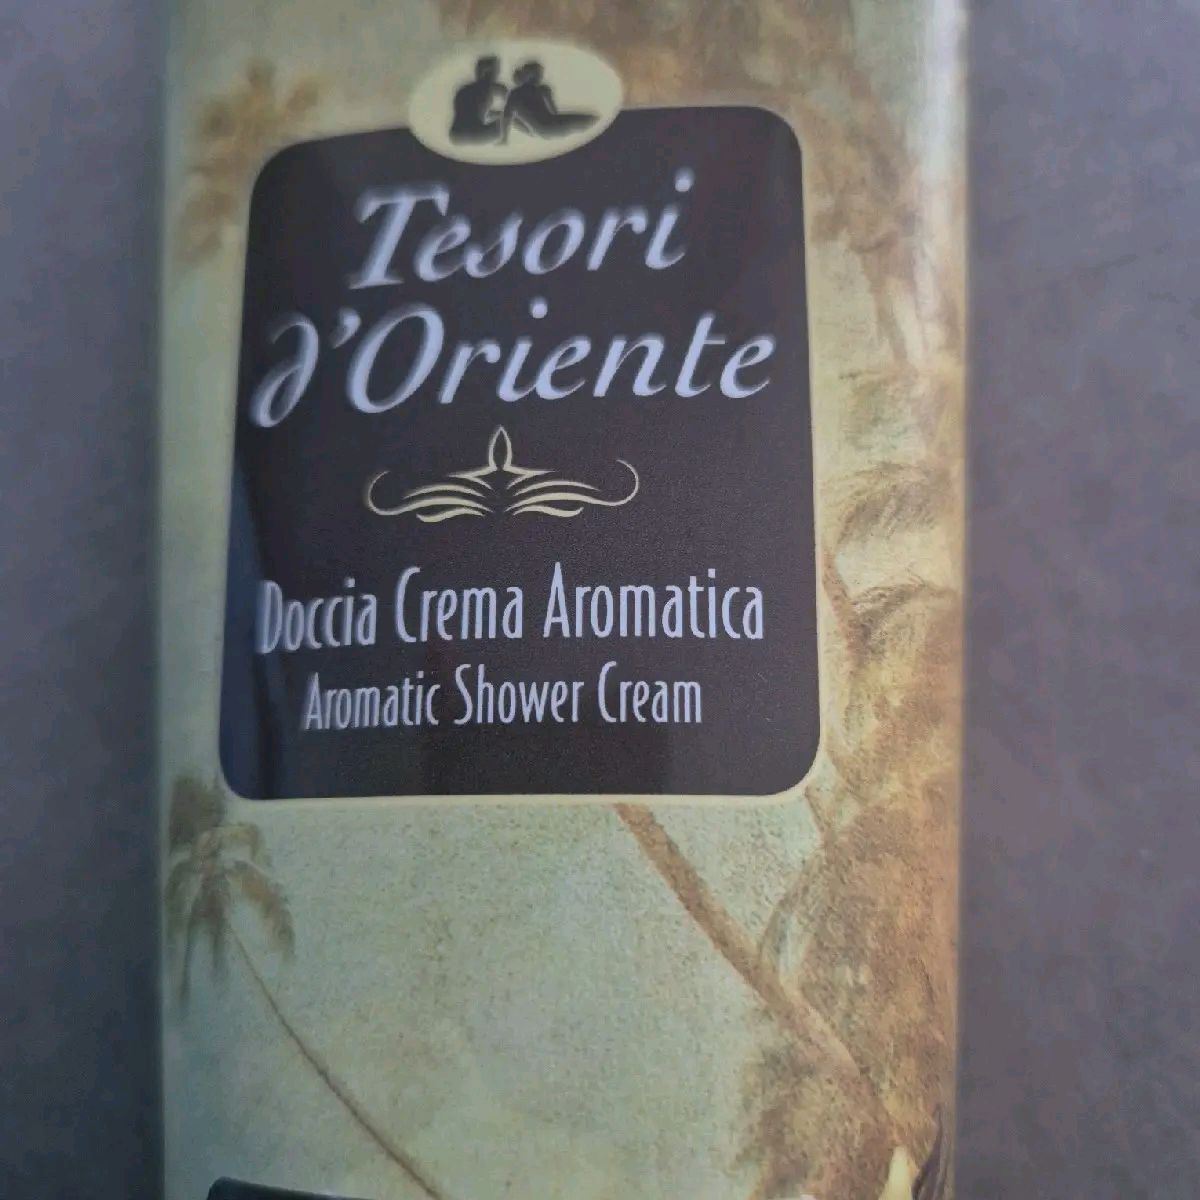 Tesori
d'Oriente
Doccia Crema Aromatica
Aromatic Shower Cream